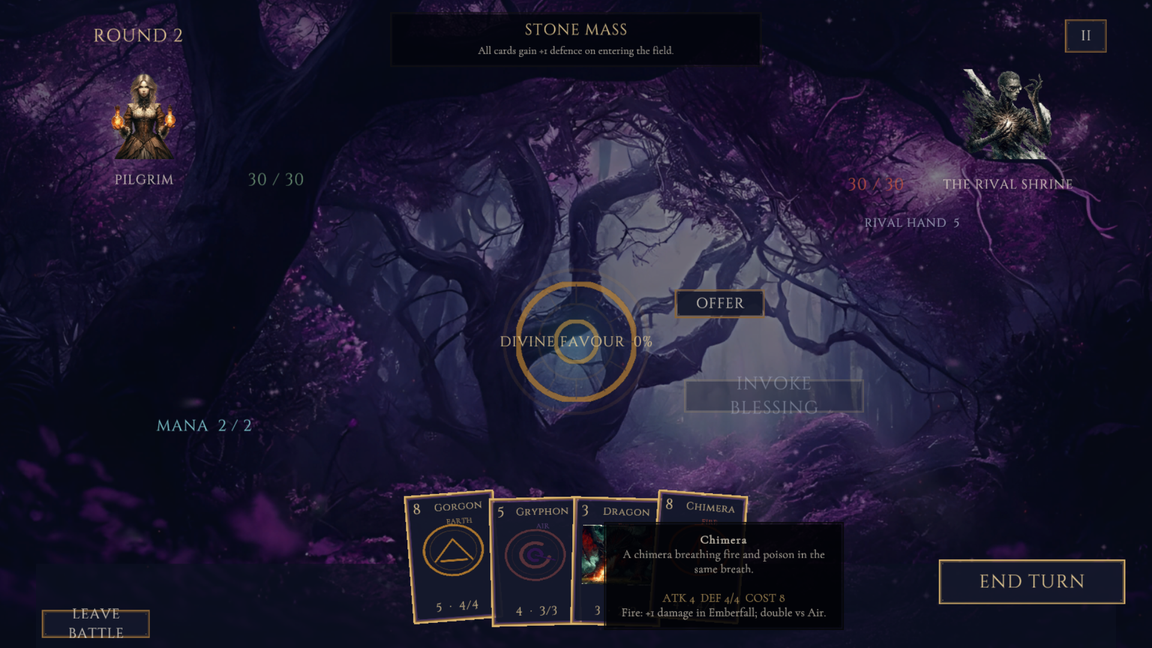 ROUND 2
STONE MASS
All cards gain +1 defence on entering the field.
II
PILGRIM
30 / 30
30 / 30
THE RIVAL SHRINE
RIVAL HAND 5
OFFER
DIVINE FAVOUR 0%
INVOKE
BLESSING
MANA 2 / 2
8 GORGON
EARTH
5 · 4/4
5 GRYPHON
AIR
4 · 3/3
3 DRAGON
3
8 CHIMERA
Chimera
A chimera breathing fire and poison in the
same breath.
ATK 4 DEF 4/4 COST 8
Fire: +1 damage in Emberfall; double vs Air.
END TURN
LEAVE
BATTLE